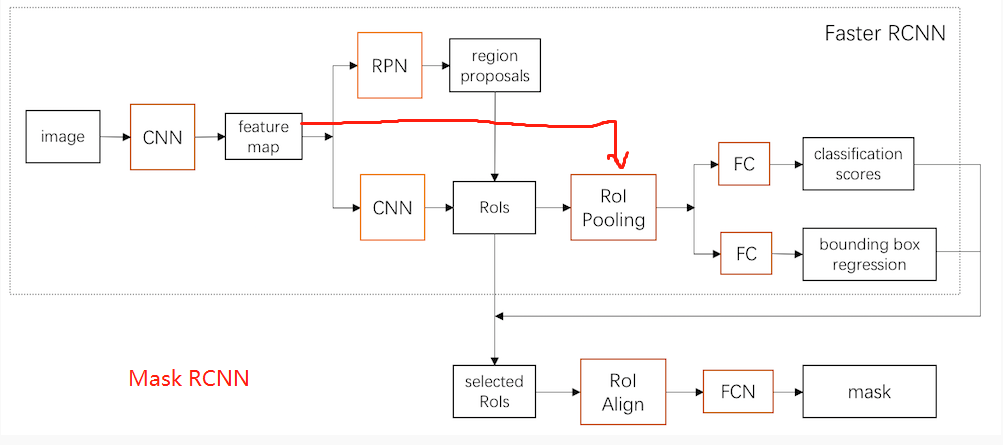 Faster RCNN
image
CNN
feature
map
RPN
region
proposals
CNN
RoIs
RoI
Pooling
FC
classification
scores
FC
bounding box
regression
Mask RCNN
selected
RoIs
RoI
Align
FCN
mask